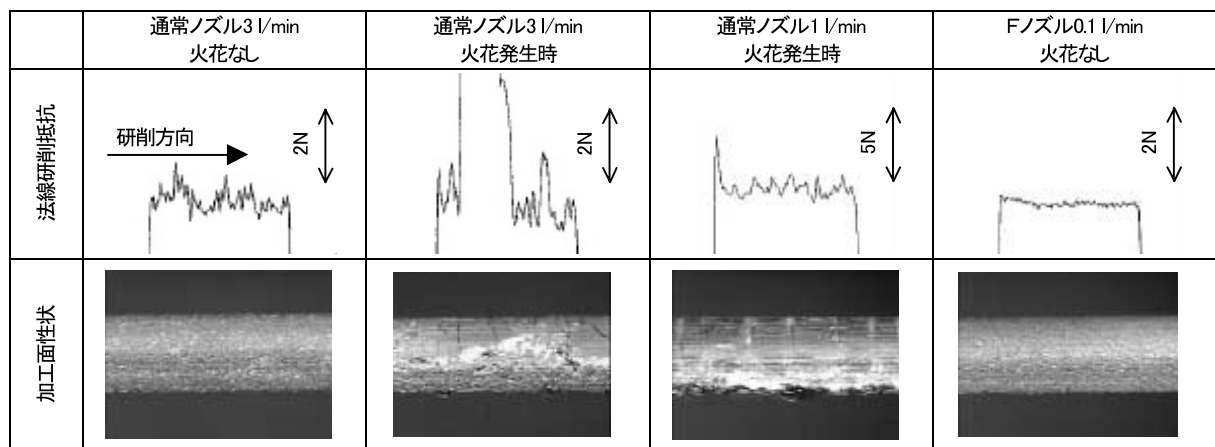 通常ノズル3 l/min
火花なし
通常ノズル3 l/min
火花発生時
通常ノズル1 l/min
火花発生時
Fノズル0.1 l/min
火花なし
法線研削抵抗
研削方向
2N
2N
5N
2N
加工面性状